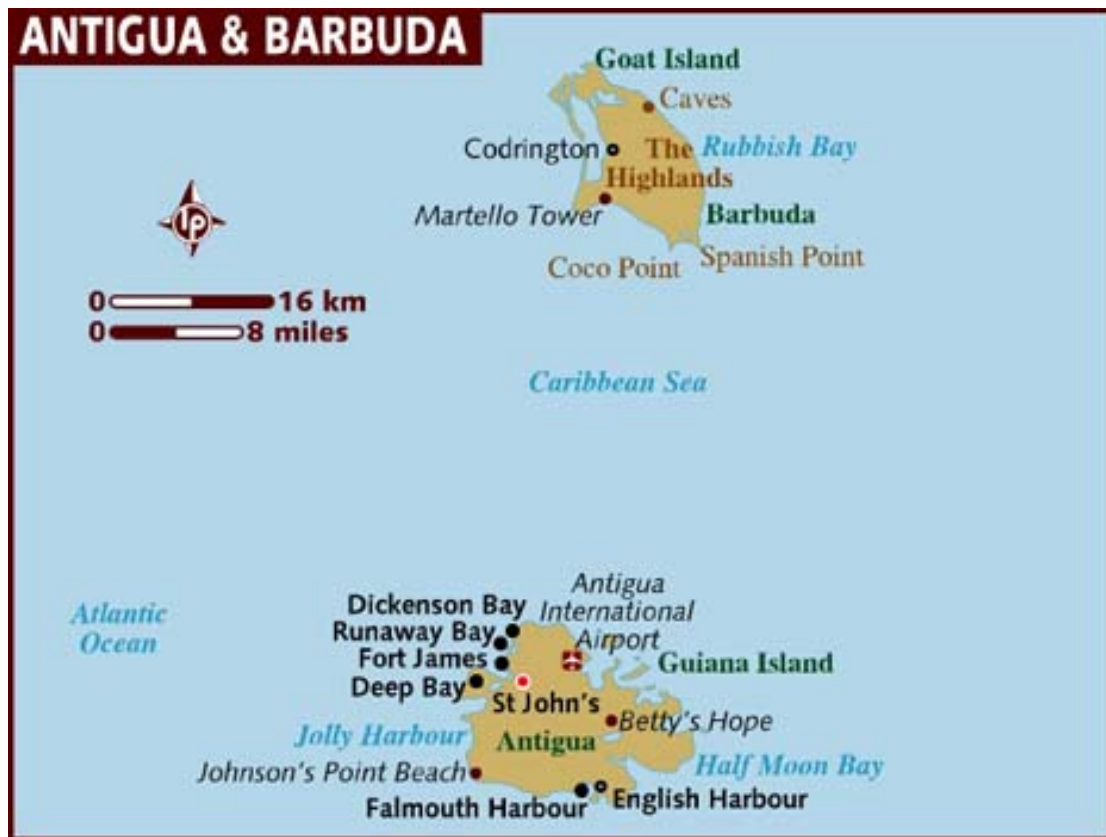 ANTIGUA & BARBUDA
Goat Island
Caves
Codrington
The Rubbish Bay
Highlands
Martello Tower
Barbuda
Coco Point
Spanish Point
LP
0 16 km
0 8 miles
Caribbean Sea
Atlantic
Ocean
Dickenson Bay
Antigua
International
Airport
Runaway Bay
Fort James
Guiana Island
Deep Bay
St John's
Betty's Hope
Jolly Harbour
Antigua
Half Moon Bay
Johnson's Point Beach
Falmouth Harbour
English Harbour